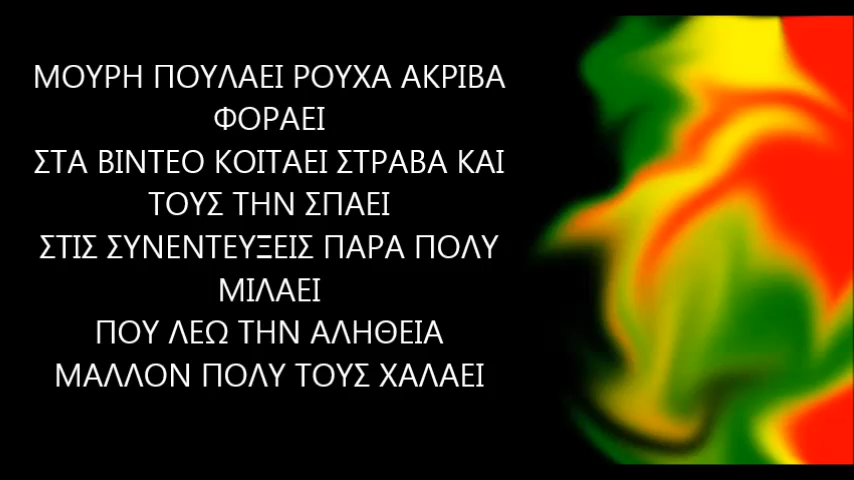 ΜΟΥΡΗ ΠΟΥΛΑΕΙ ΡΟΥΧΑ ΑΚΡΙΒΑ
ΦΟΡΑΕΙ
ΣΤΑ ΒΙΝΤΕΟ ΚΟΙΤΑΕΙ ΣΤΡΑΒΑ ΚΑΙ
ΤΟΥΣ ΤΗΝ ΣΠΑΕΙ
ΣΤΙΣ ΣΥΝΕΝΤΕΥΞΕΙΣ ΠΑΡΑ ΠΟΛΥ
ΜΙΛΑΕΙ
ΠΟΥ ΛΕΩ ΤΗΝ ΑΛΗΘΕΙΑ
ΜΑΛΛΟΝ ΠΟΛΥ ΤΟΥΣ ΧΑΛΑΕΙ